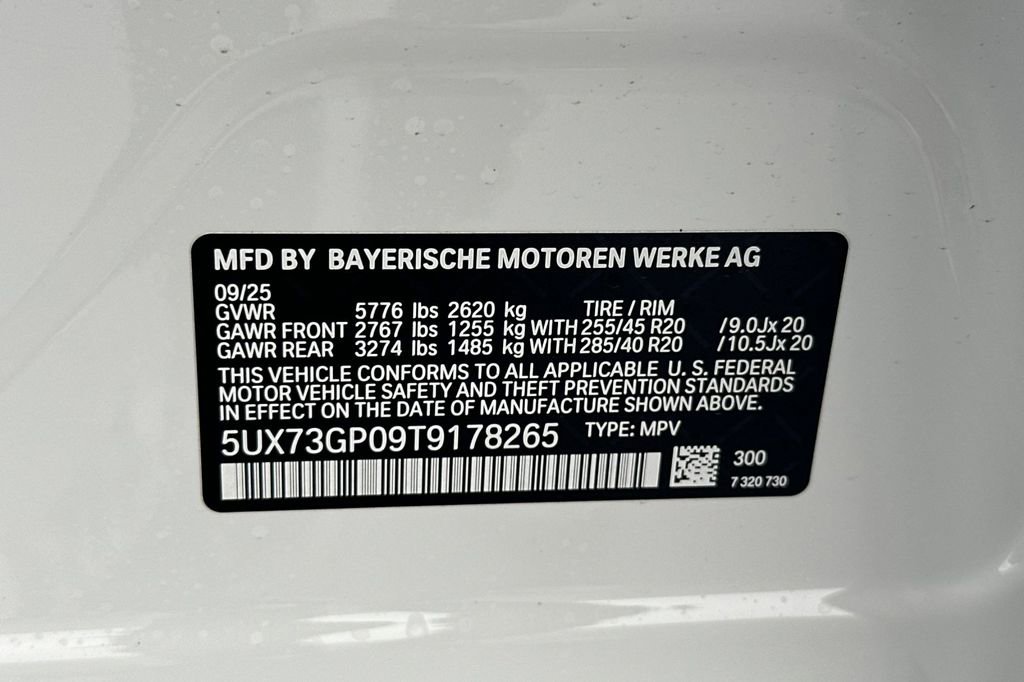 MFD BY BAYERISCHE MOTOREN WERKE AG
09/25
GVWR 5776 lbs 2620 kg TIRE / RIM
GAWR FRONT 2767 lbs 1255 kg WITH 255/45 R20 /9.0Jx 20
GAWR REAR 3274 lbs 1485 kg WITH 285/40 R20 /10.5Jx 20
THIS VEHICLE CONFORMS TO ALL APPLICABLE U. S. FEDERAL
MOTOR VEHICLE SAFETY AND THEFT PREVENTION STANDARDS
IN EFFECT ON THE DATE OF MANUFACTURE SHOWN ABOVE.
5UX73GP09T9178265 TYPE: MPV
300
7 320 730